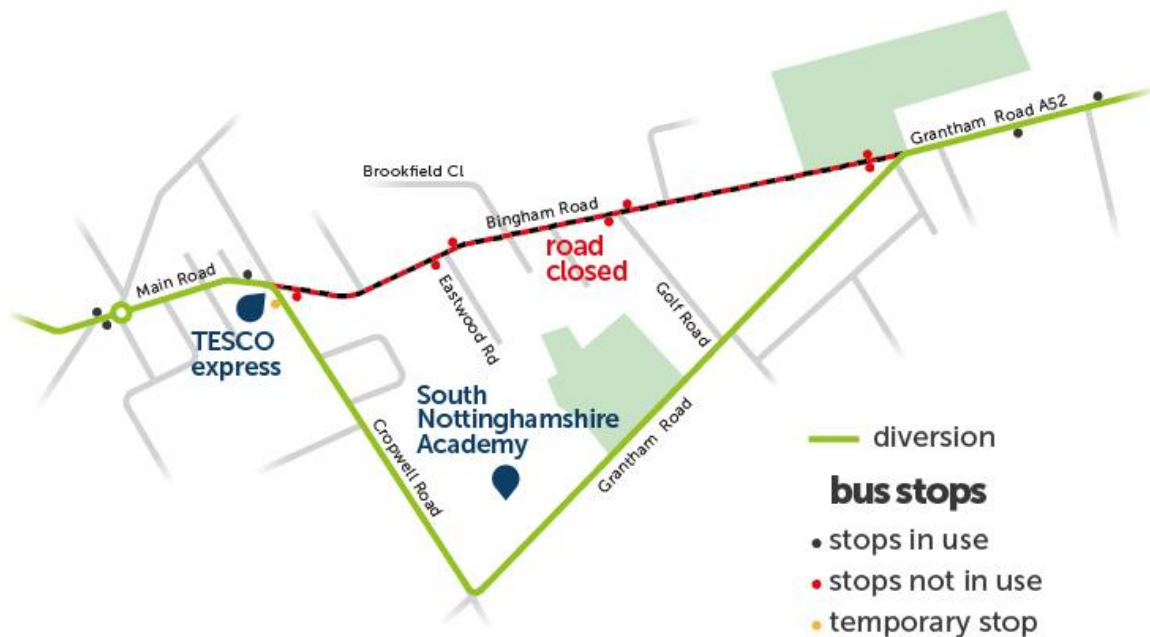 Grantham Road A52
Brookfield Cl
Bingham Road
road
closed
Main Road
Eastwood Rd
Golf Road
TESCO
express
South
Nottinghamshire
Academy
Cropwell Road
Grantham Road
diversion
bus stops
stops in use
stops not in use
temporary stop